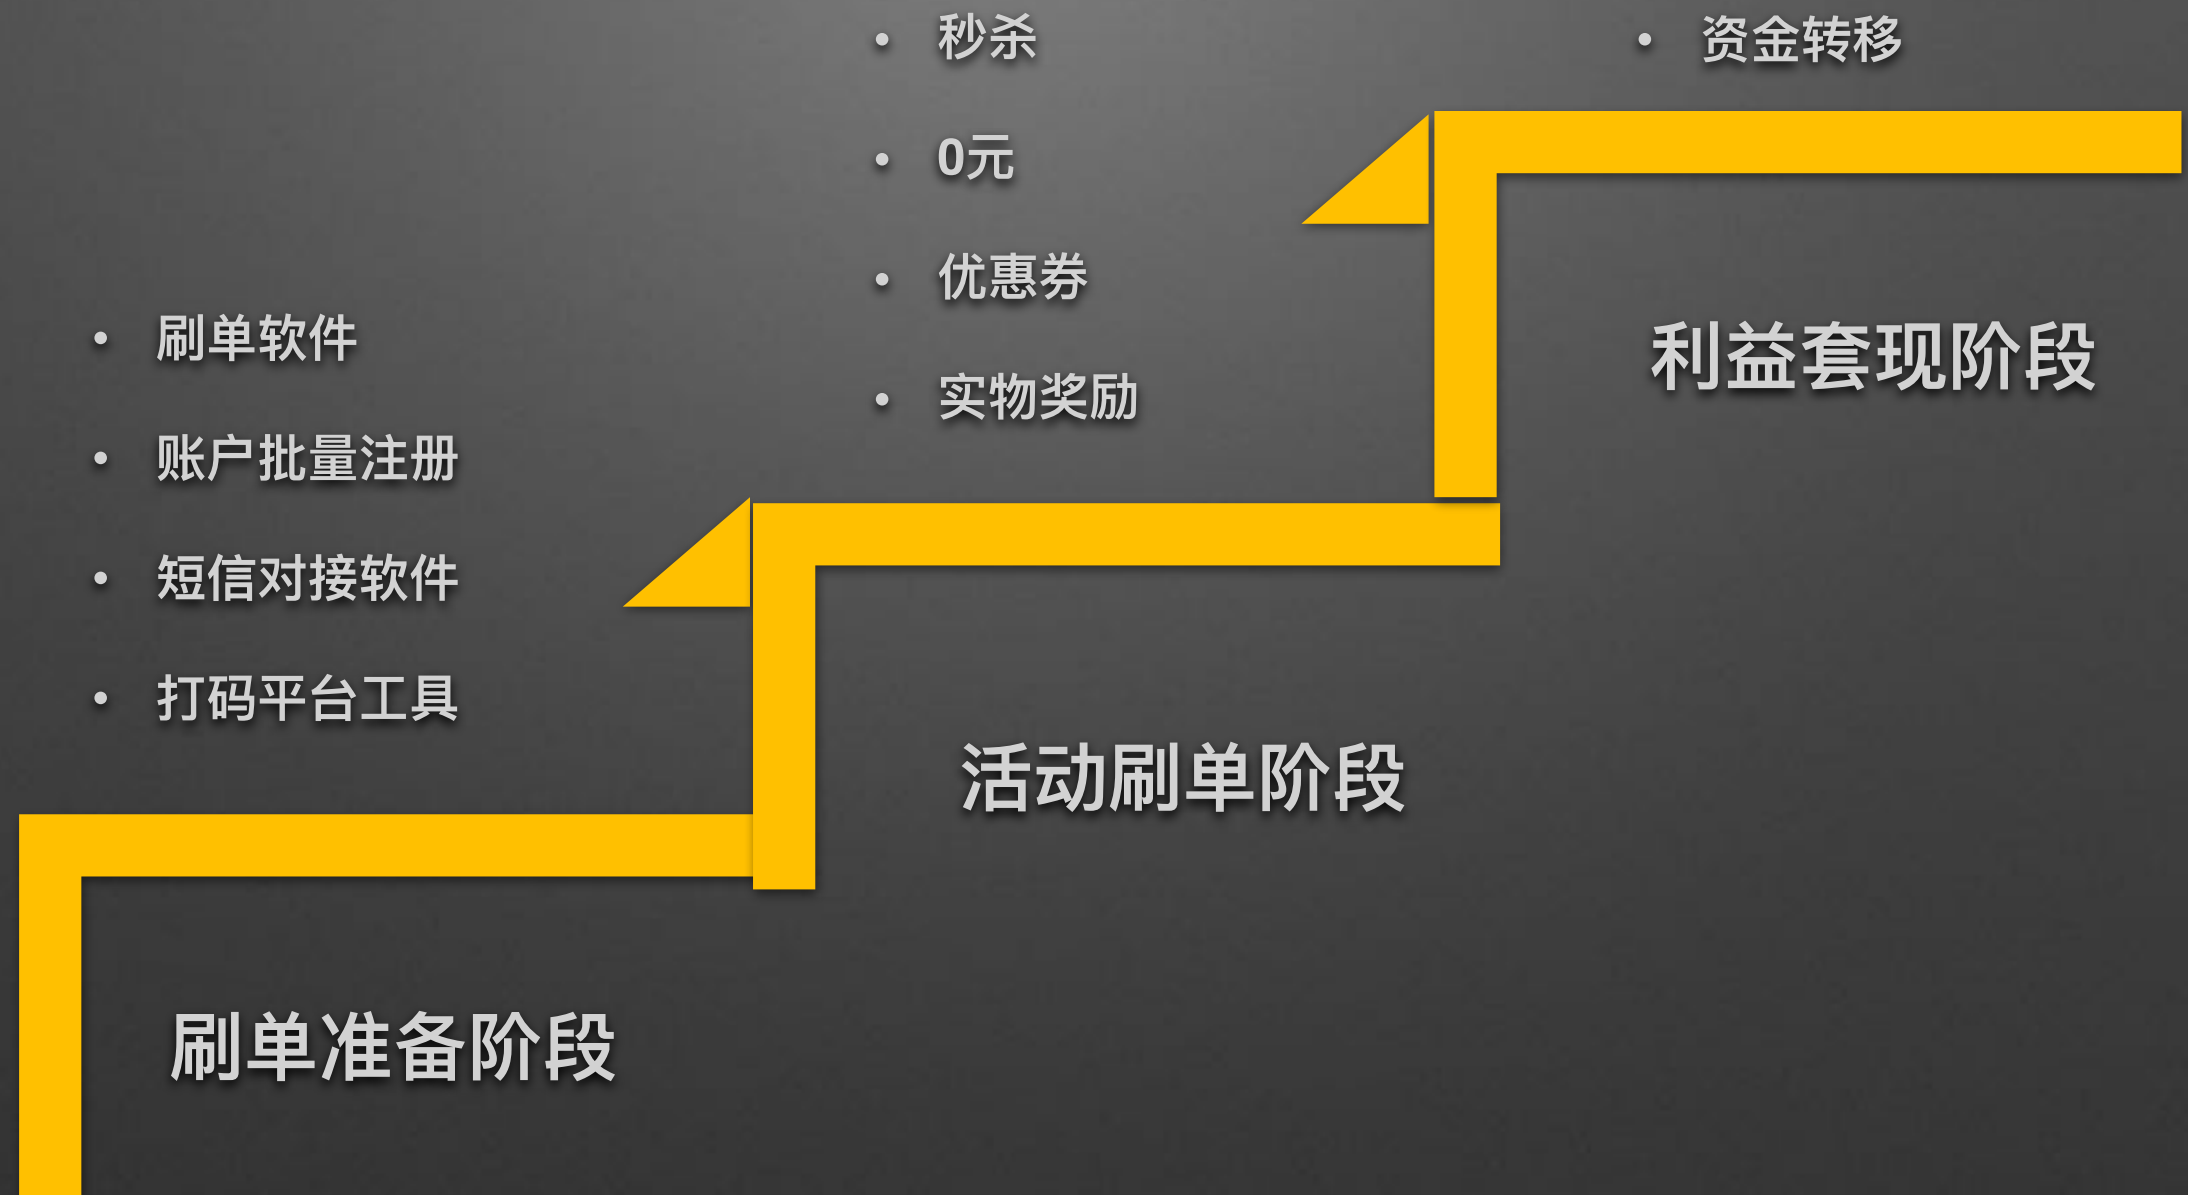 秒杀
0元
优惠券
实物奖励
资金转移
利益套现阶段
刷单软件
账户批量注册
短信对接软件
打码平台工具
活动刷单阶段
刷单准备阶段